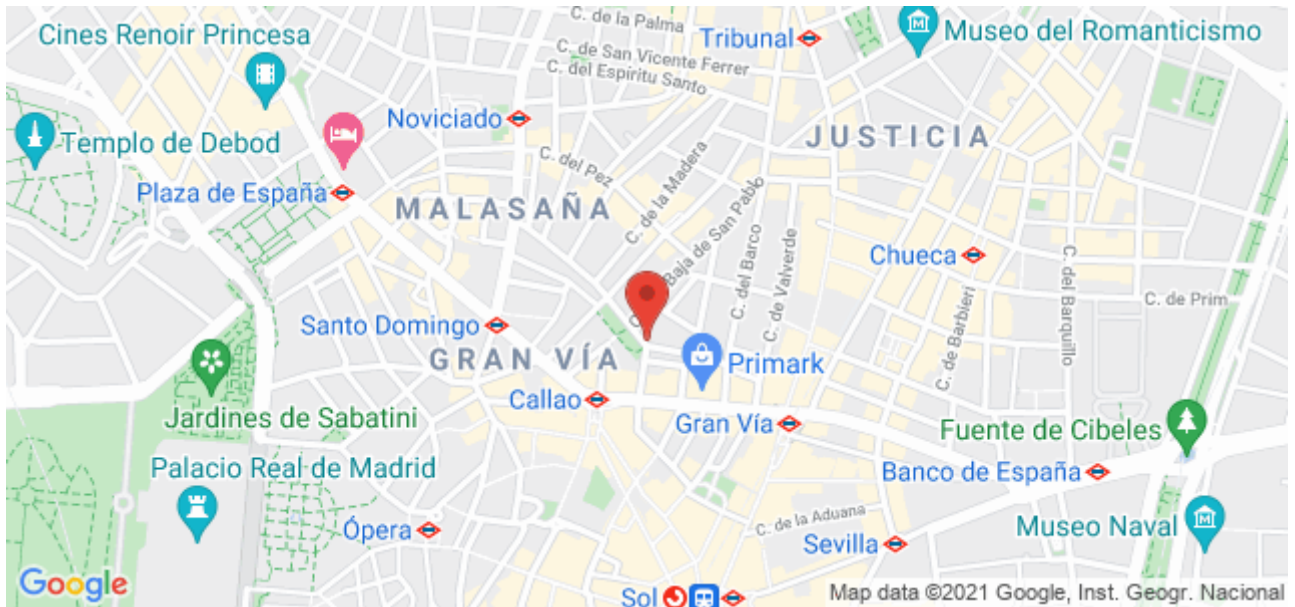 C. de la Palma
Cines Renoir Princesa
Tribunal
Museo del Romanticismo
C. de San Vicente Ferrer
C. del Espíritu Santo
Noviciado
JUSTICIA
Templo de Debod
C. del Pez
C. de la Madera
Plaza de España
MALASAÑA
Baja de San Pablo
C. del Barco
C. de Valverde
Chueca
C. del Barquillo
C. de Prim
C. de Barbieri
Santo Domingo
GRAN VÍA
Primark
Callao
Jardines de Sabatini
Gran Vía
Fuente de Cibeles
Palacio Real de Madrid
Banco de España
Ópera
C. de la Aduana
Museo Naval
Sevilla
Google
Sol
Map data ©2021 Google, Inst. Geogr. Nacional